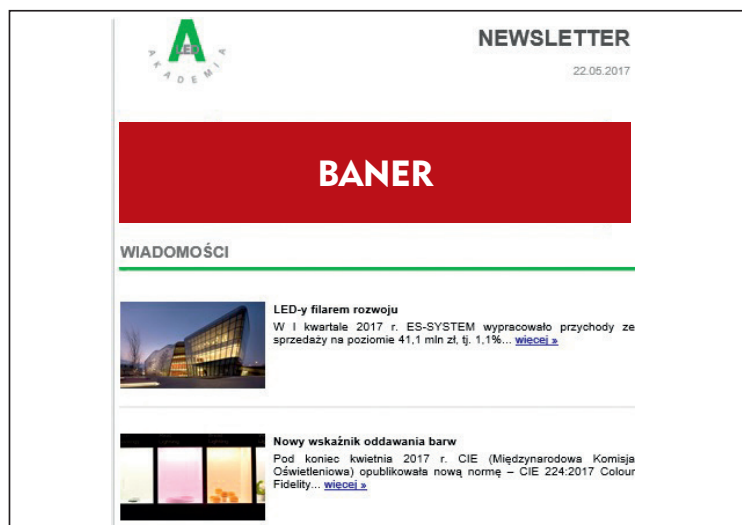 LED
AKADEMIA
NEWSLETTER
22.05.2017
BANER
WIADOMOŚCI
LED-y filarem rozwoju
W I kwartale 2017 r. ES-SYSTEM wypracowało przychody ze
sprzedaży na poziomie 41,1 mln zł, tj. 1,1%... więcej »
Nowy wskaźnik oddawania barw
Pod koniec kwietnia 2017 r. CIE (Międzynarodowa Komisja
Oświetleniowa) opublikowała nową normę – CIE 224:2017 Colour
Fidelity... więcej »